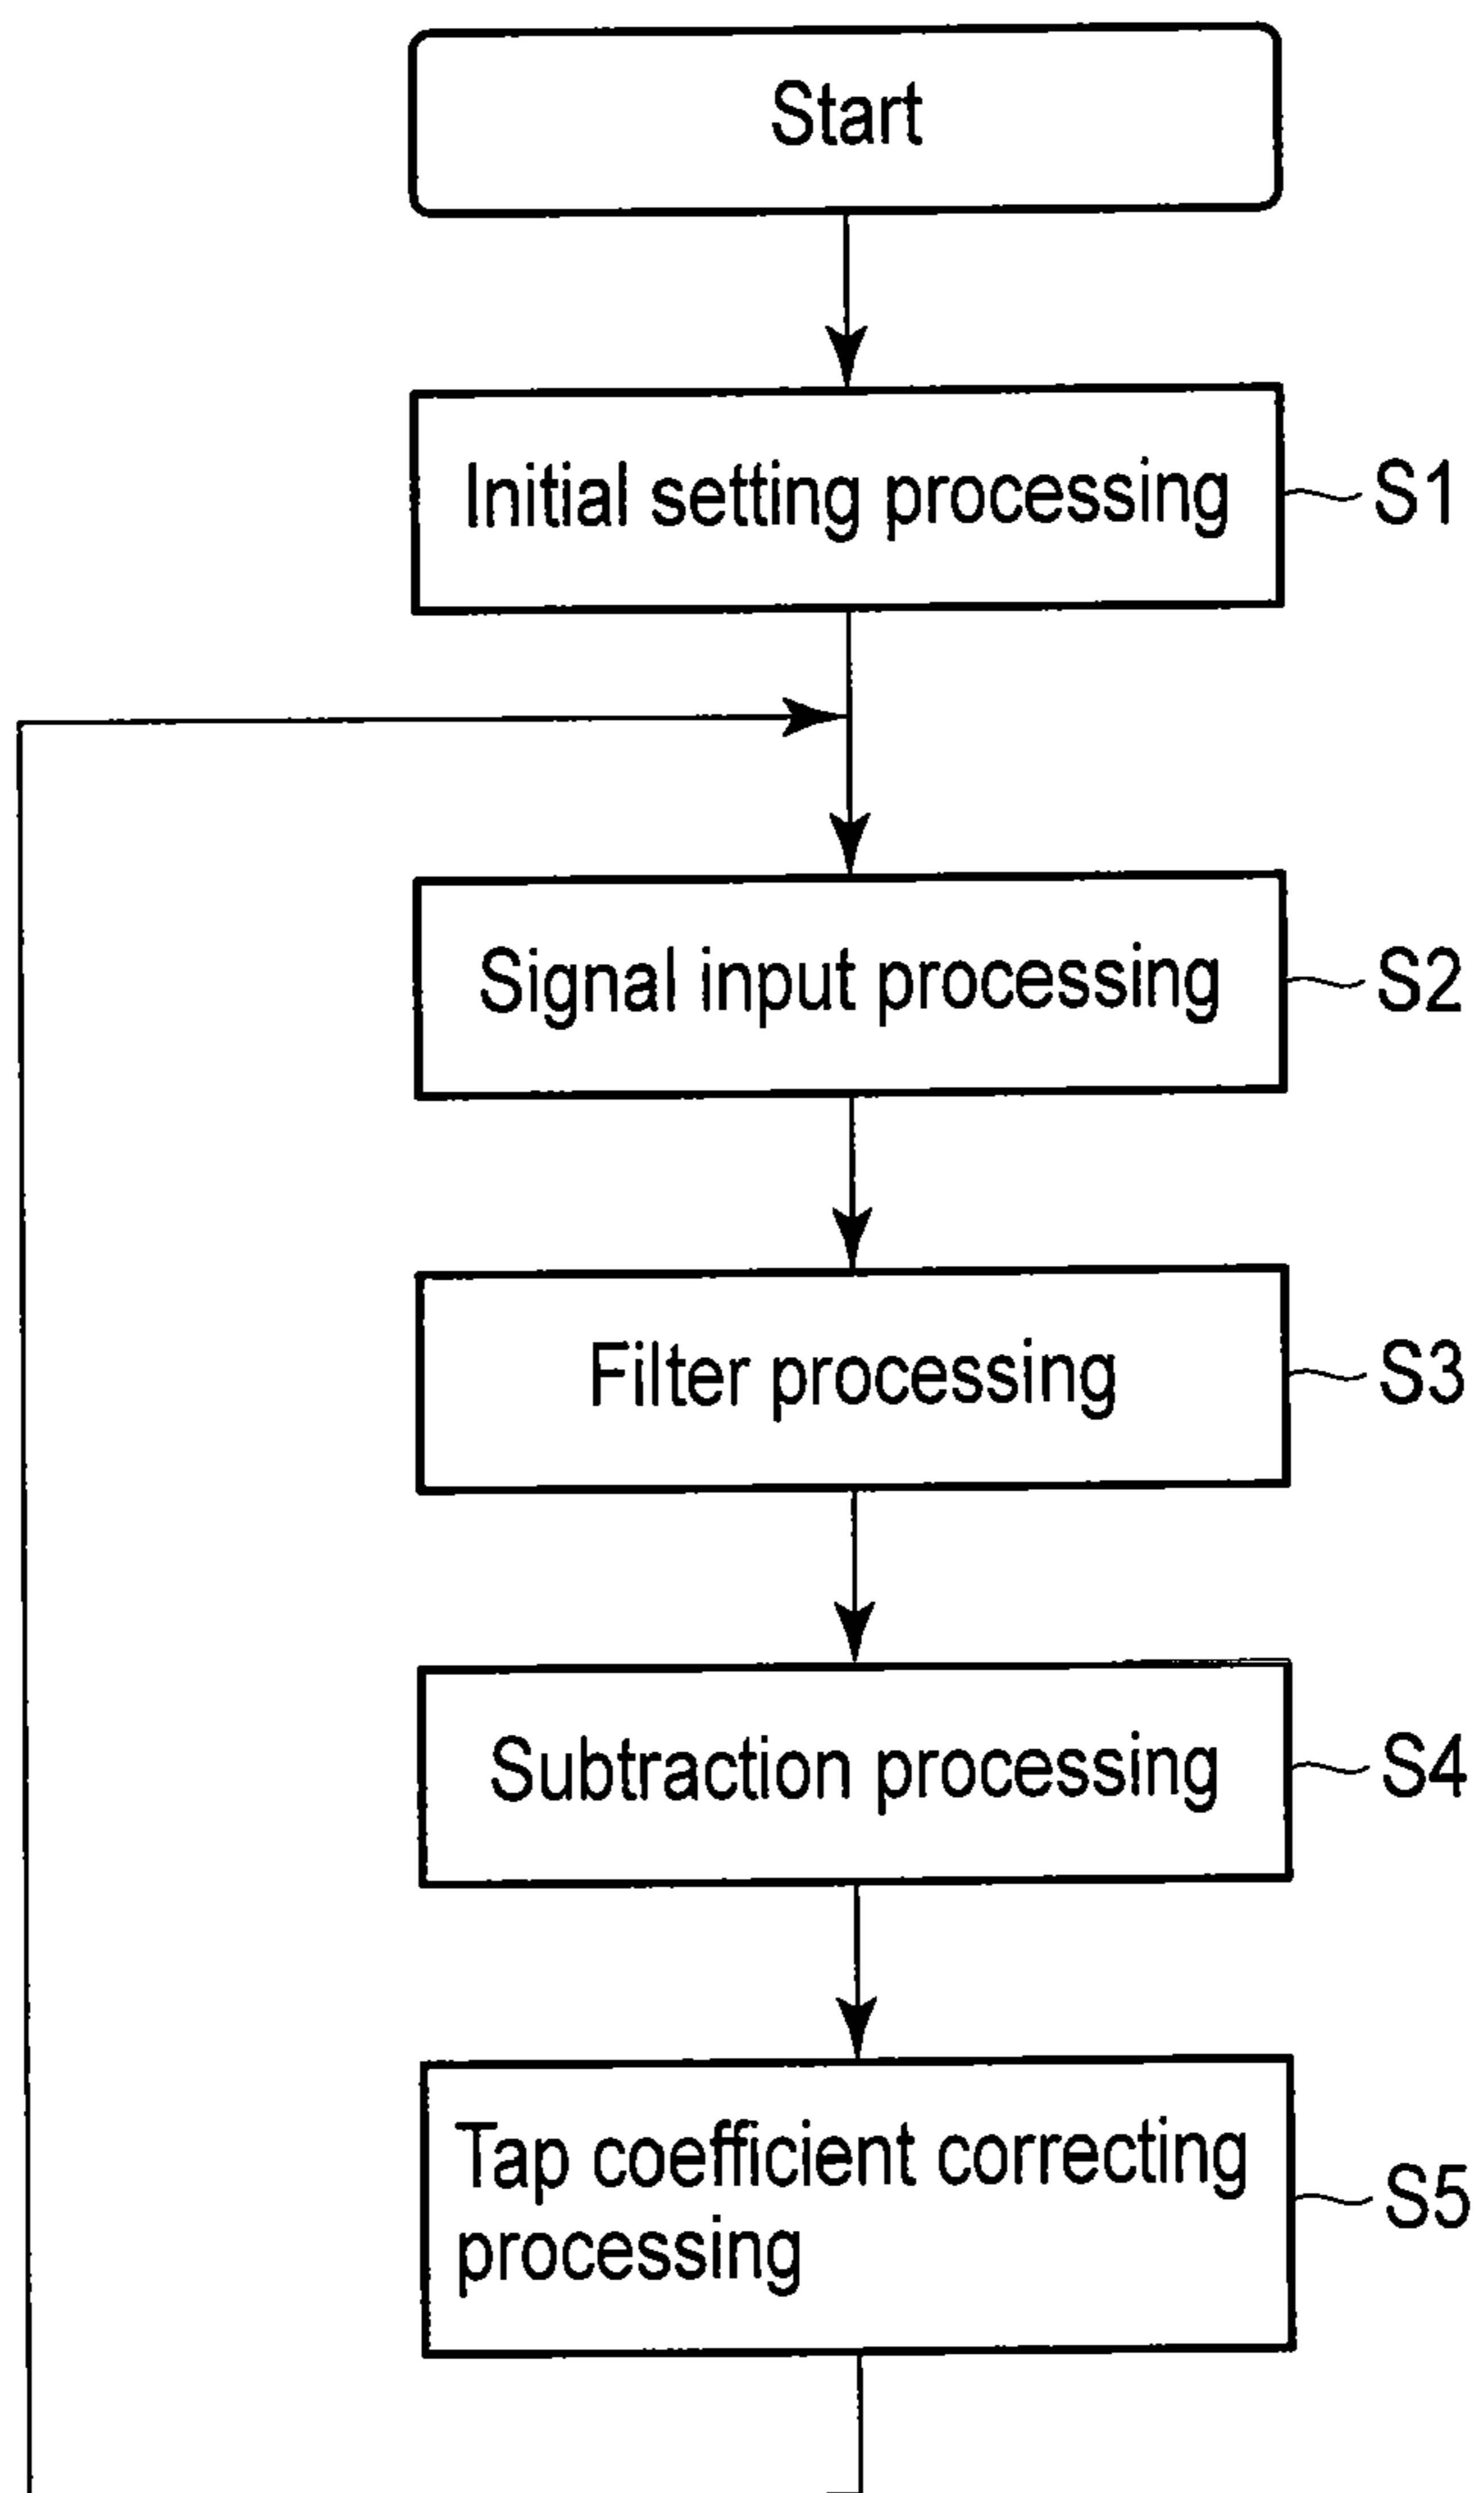 Start
Initial setting processing
S1
Signal input processing
S2
Filter processing
S3
Subtraction processing
S4
Tap coefficient correcting
processing
S5